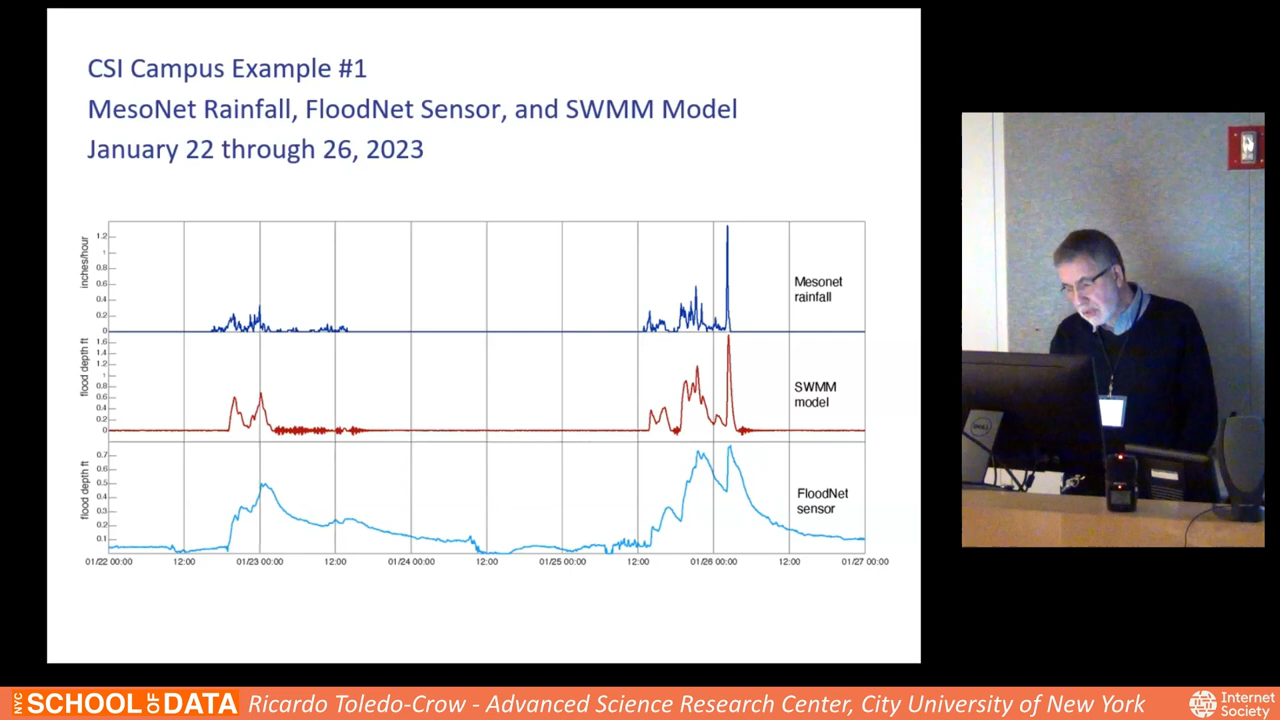 CSI Campus Example #1
MesoNet Rainfall, FloodNet Sensor, and SWMM Model
January 22 through 26, 2023
inches/hour
1.2
1
0.8
0.6
0.4
0.2
0
Mesonet
rainfall
flood depth ft
1.6
1.4
1.2
1
0.8
0.6
0.4
0.2
0
SWMM
model
flood depth ft
0.7
0.6
0.5
0.4
0.3
0.2
0.1
FloodNet
sensor
01/22 00:00 12:00 01/23 00:00 12:00 01/24 00:00 12:00 01/25 00:00 12:00 01/26 00:00 12:00 01/27 00:00
DELL
NYC SCHOOL OF DATA Ricardo Toledo-Crow - Advanced Science Research Center, City University of New York
Internet
Society